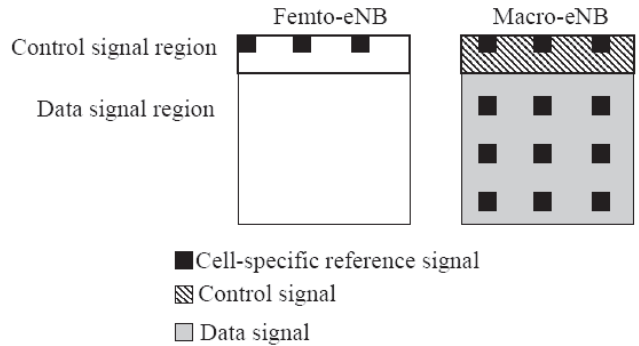 Femto-eNB Macro-eNB
Control signal region
Data signal region
Cell-specific reference signal
Control signal
Data signal